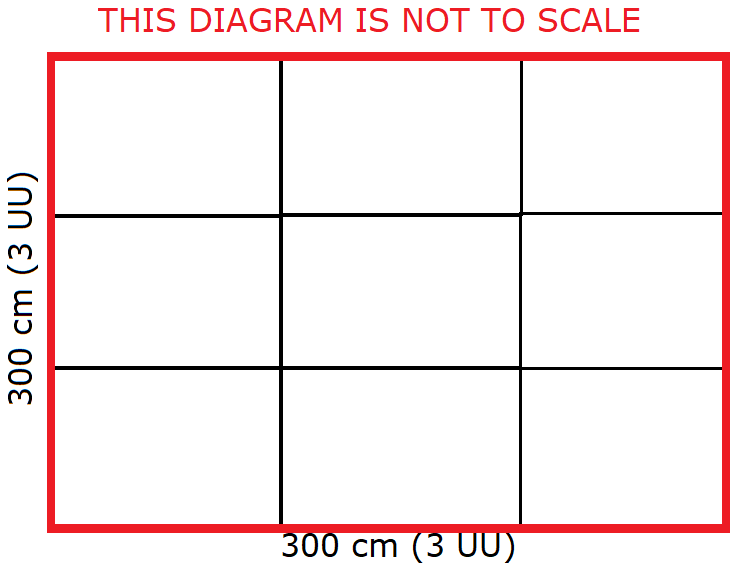 THIS DIAGRAM IS NOT TO SCALE
300 cm (3 UU)
300 cm (3 UU)